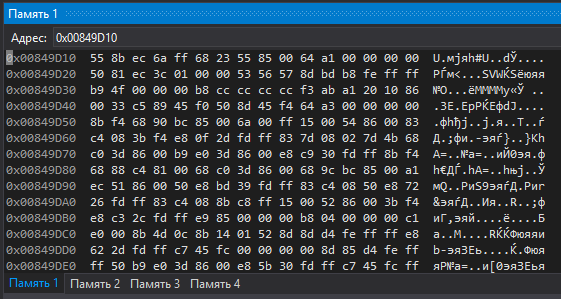 Память 1
Адрес: 0x00849D10
0x00849D10 55 8b ec 6a ff 68 23 55 85 00 64 a1 00 00 00 00 U.мjяh#U..dЎ....
0x00849D20 50 81 ec 3c 01 00 00 53 56 57 8d bd b8 fe ff ff PЃм<...SVWЌЅёюяя
0x00849D30 b9 4f 00 00 00 b8 cc cc cc cc f3 ab a1 20 10 86 №O...ёММММу«Ў ..
0x00849D40 00 33 c5 89 45 f0 50 8d 45 f4 64 a3 00 00 00 00 .3Е.EрPЌEфdЈ....
0x00849D50 8b f4 68 90 bc 85 00 6a 00 ff 15 00 54 86 00 83 .фhђј..j.я..T..ѓ
0x00849D60 c4 08 3b f4 e8 0f 2d fd ff 83 7d 08 02 7d 4b 68
0x00849D70 c0 3d 86 00 b9 e0 3d 86 00 e8 c9 30 fd ff 8b f4 А=..№а=..иЙ0эя.ф
0x00849D80 68 88 c4 81 00 68 c0 3d 86 00 68 9c bc 85 00 a1
0x00849D90 ec 51 86 00 50 e8 bd 39 fd ff 83 c4 08 50 e8 72 мQ..PиЅ9эяѓД.Pиr
0x00849DA0 26 fd ff 83 c4 08 8b c8 ff 15 00 52 86 00 3b f4 &эяѓД..Ия..R..;ф
0x00849DB0 e8 c3 2c fd ff e9 85 00 00 00 b8 04 00 00 00 c1 иГ,эяй....ё....Б
0x00849DC0 e0 00 8b 4d 0c 8b 14 01 52 8d 8d d4 fe ff ff e8 а..M....RЌЌФюяяи
0x00849DD0 62 2d fd ff c7 45 fc 00 00 00 00 8d 85 d4 fe ff b-эяЗEь....Ќ.Фюя
0x00849DE0 ff 50 b9 e0 3d 86 00 e8 5b 30 fd ff c7 45 fc ff яP№а=..и[0эяЗEья
Память 1 Память 2 Память 3 Память 4